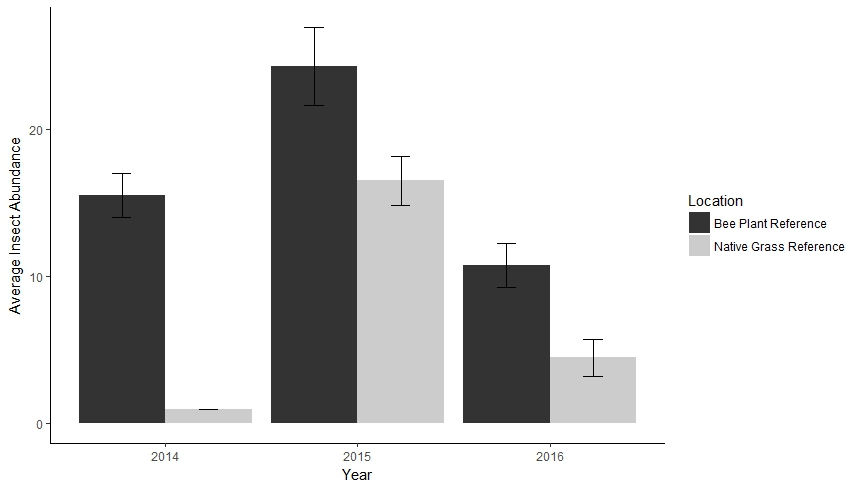 Average Insect Abundance
20
10
0
2014
2015
2016
Year
Location
Bee Plant Reference
Native Grass Reference